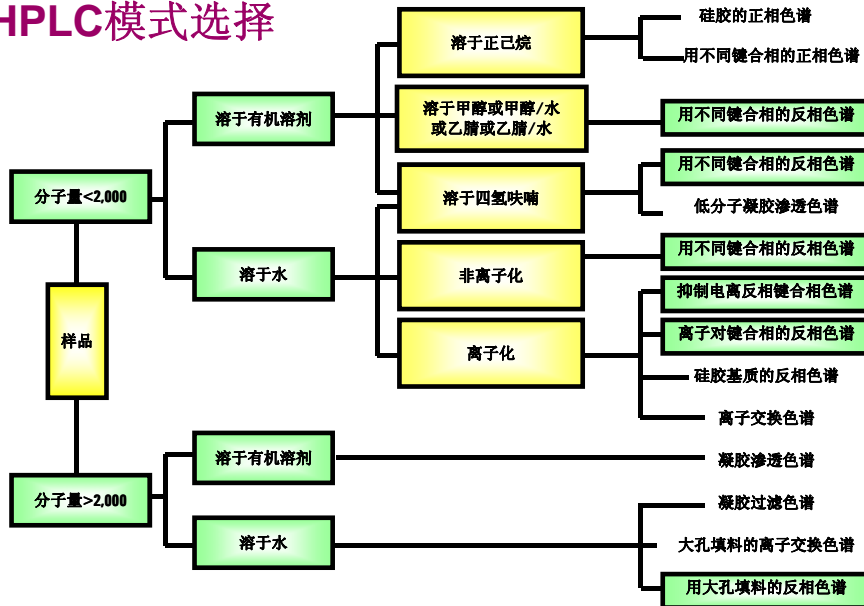 HPLC模式选择
硅胶的正相色谱
溶于正己烷
用不同键合相的正相色谱
溶于有机溶剂
溶于甲醇或甲醇/水
或乙腈或乙腈/水
用不同键合相的反相色谱
用不同键合相的反相色谱
分子量<2,000
溶于四氢呋喃
低分子凝胶渗透色谱
用不同键合相的反相色谱
溶于水
非离子化
抑制电离反相键合相色谱
样品
离子对键合相的反相色谱
离子化
硅胶基质的反相色谱
离子交换色谱
溶于有机溶剂
凝胶渗透色谱
分子量>2,000
凝胶过滤色谱
溶于水
大孔填料的离子交换色谱
用大孔填料的反相色谱